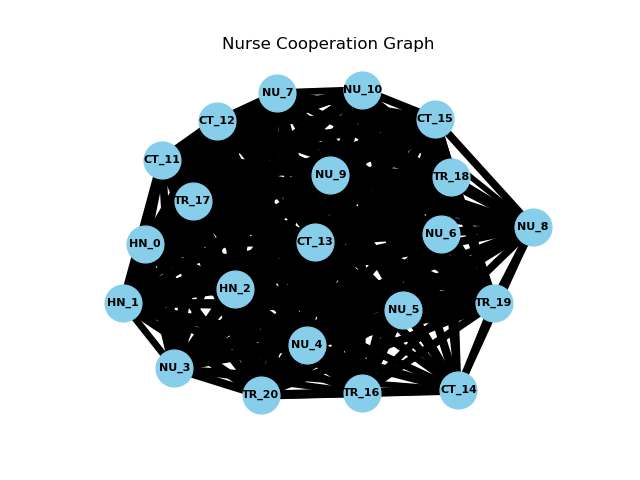 Nurse Cooperation Graph
NU_7
NU_10
CT_12
CT_15
CT_11
NU_9
TR_18
TR_17
NU_8
NU_6
CT_13
HN_0
HN_2
HN_1
TR_19
NU_5
NU_4
NU_3
CT_14
TR_16
TR_20